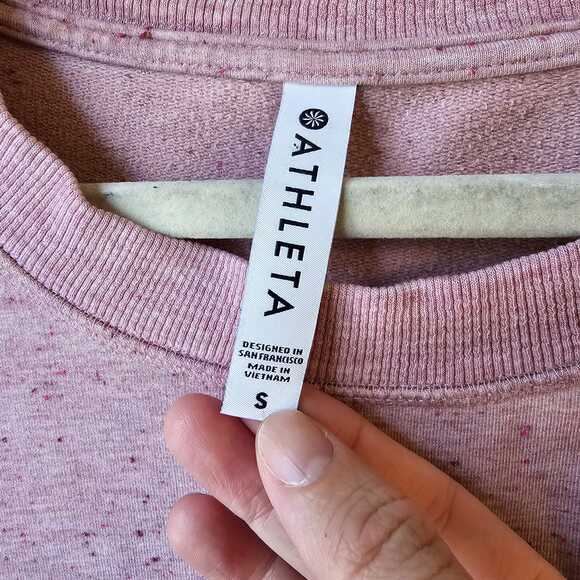 ATHLETA
DESIGNED IN
SAN FRANCISCO
MADE IN
VIETNAM
S